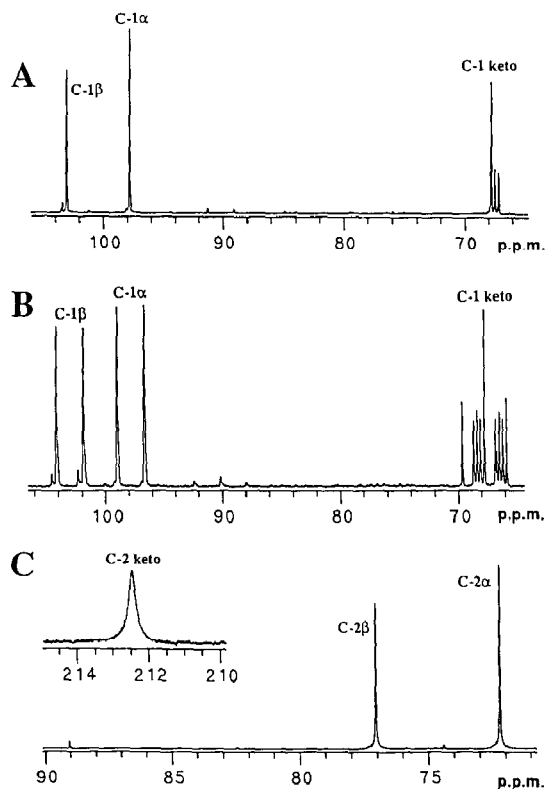 C-1α
C-1β
C-1 keto
A
100 90 80 70 p.p.m.
C-1β
C-1α
C-1 keto
B
100 90 80 70 p.p.m.
C
C-2 keto
C-2β
C-2α
214 212 210
90 85 80 75 p.p.m.